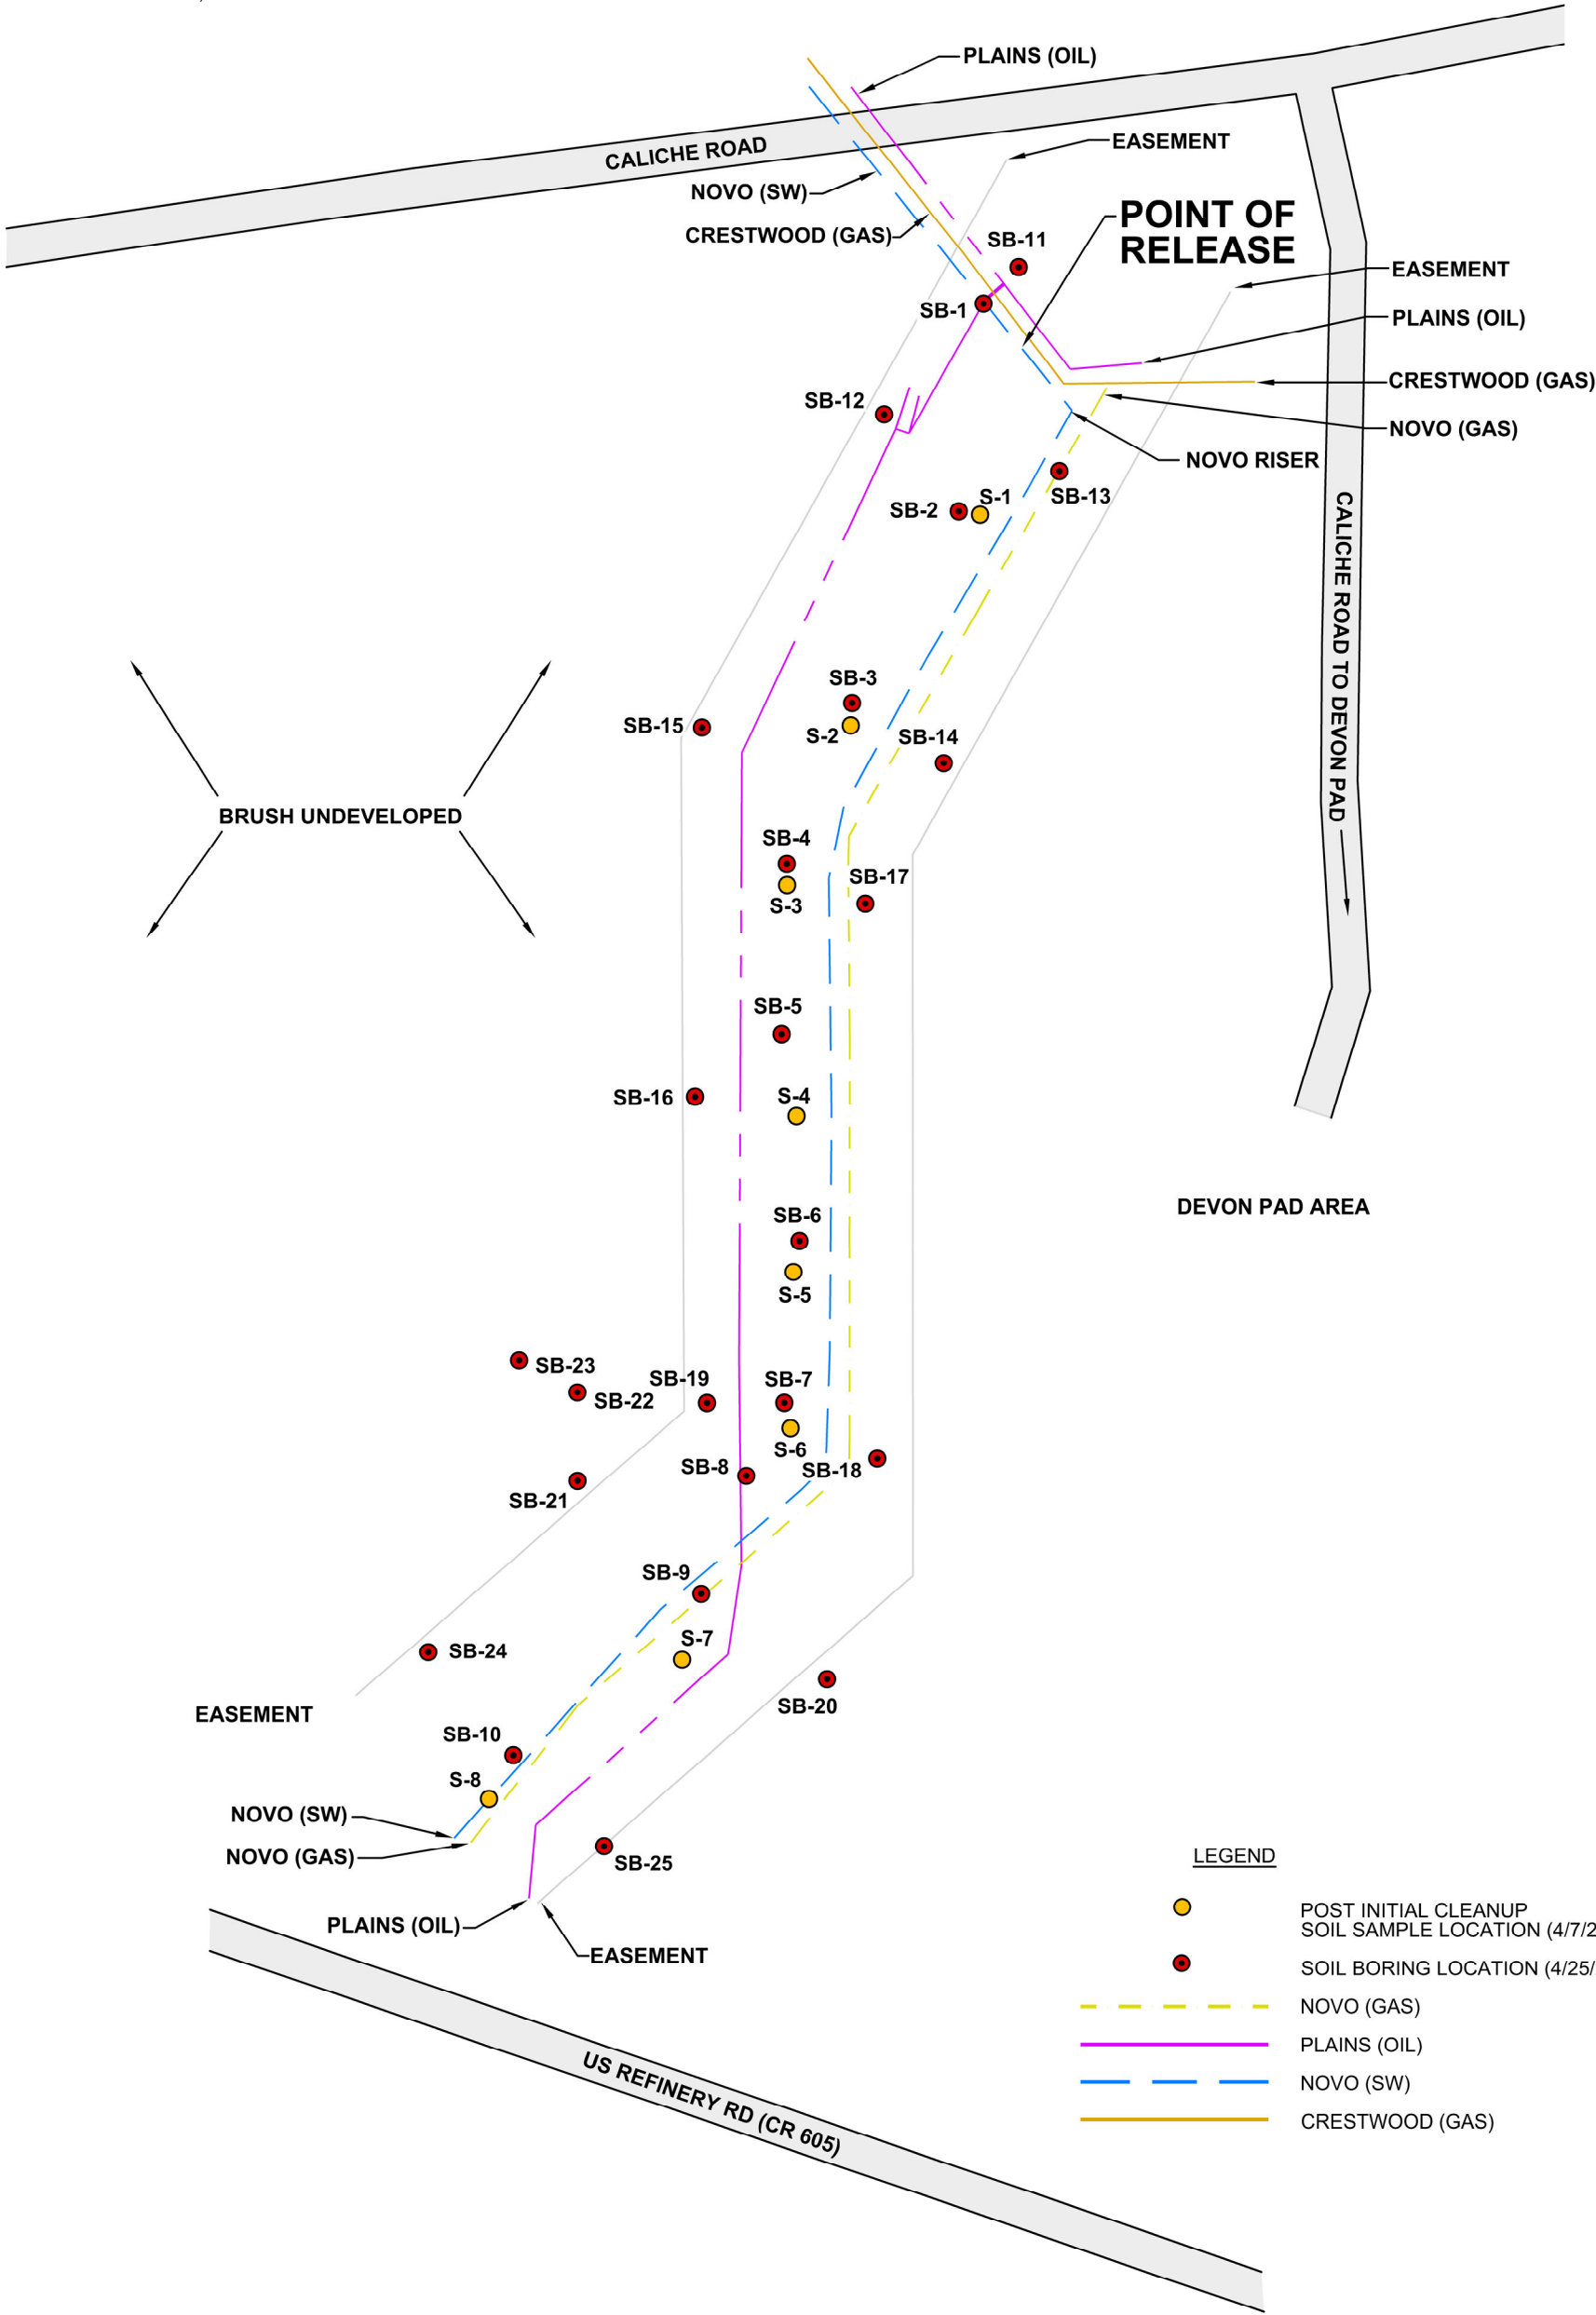 PLAINS (OIL)
CALICHE ROAD
EASEMENT
NOVO (SW)
CRESTWOOD (GAS)
POINT OF
RELEASE
SB-11
EASEMENT
SB-1
PLAINS (OIL)
CRESTWOOD (GAS)
SB-12
NOVO (GAS)
NOVO RISER
S-1
SB-13
SB-2
CALICHE ROAD TO DEVON PAD
SB-3
SB-15
S-2
SB-14
BRUSH UNDEVELOPED
SB-4
SB-17
S-3
SB-5
SB-16
S-4
DEVON PAD AREA
SB-6
S-5
SB-23
SB-22
SB-19
SB-7
S-6
SB-8
SB-18
SB-21
SB-9
S-7
SB-24
SB-20
EASEMENT
SB-10
S-8
NOVO (SW)
NOVO (GAS)
SB-25
PLAINS (OIL)
EASEMENT
US REFINERY RD (CR 605)
LEGEND
POST INITIAL CLEANUP
SOIL SAMPLE LOCATION (4/7/2
SOIL BORING LOCATION (4/25/
NOVO (GAS)
PLAINS (OIL)
NOVO (SW)
CRESTWOOD (GAS)